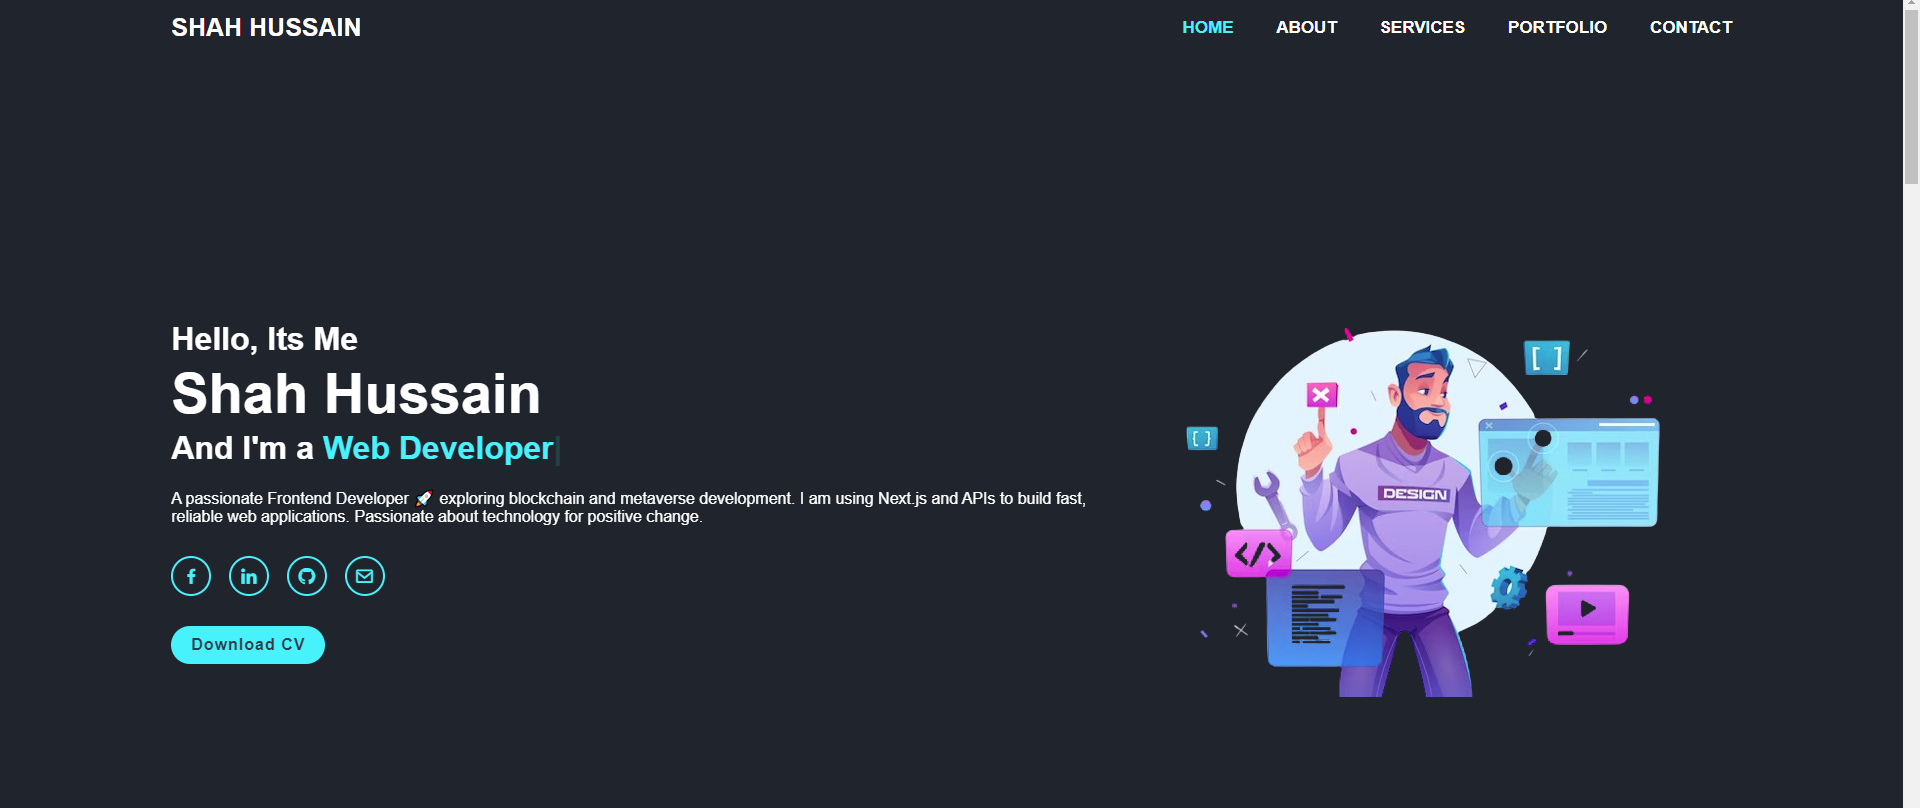 SHAH HUSSAIN
HOME ABOUT SERVICES PORTFOLIO CONTACT
Hello, Its Me
Shah Hussain
And I'm a Web Developer
A passionate Frontend Developer 🚀 exploring blockchain and metaverse development. I am using Next.js and APIs to build fast,
reliable web applications. Passionate about technology for positive change.
Download CV
[ ]
{ }
DESIGN
</>